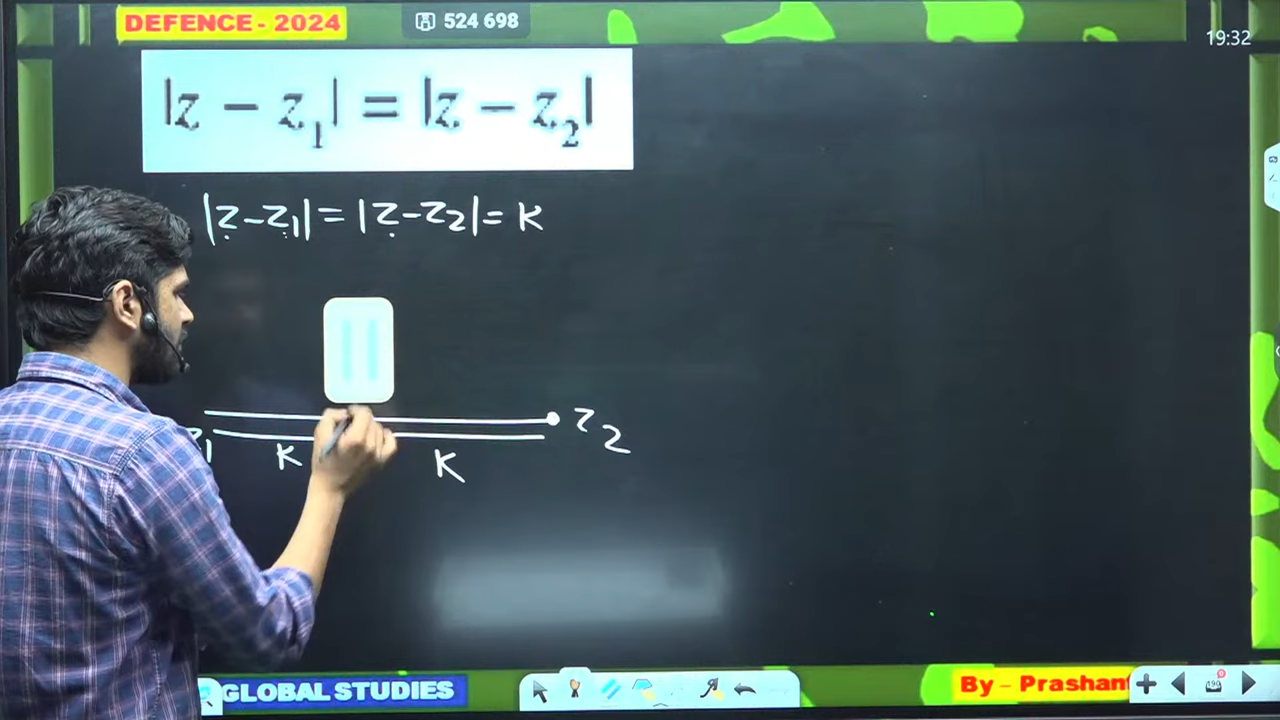 DEFENCE - 2024
524 698
19:32
|z - z₁| = |z - z₂|
|z-z₁|=|z-z₂|= K
z₂
K
K
GLOBAL STUDIES
By - Prashant